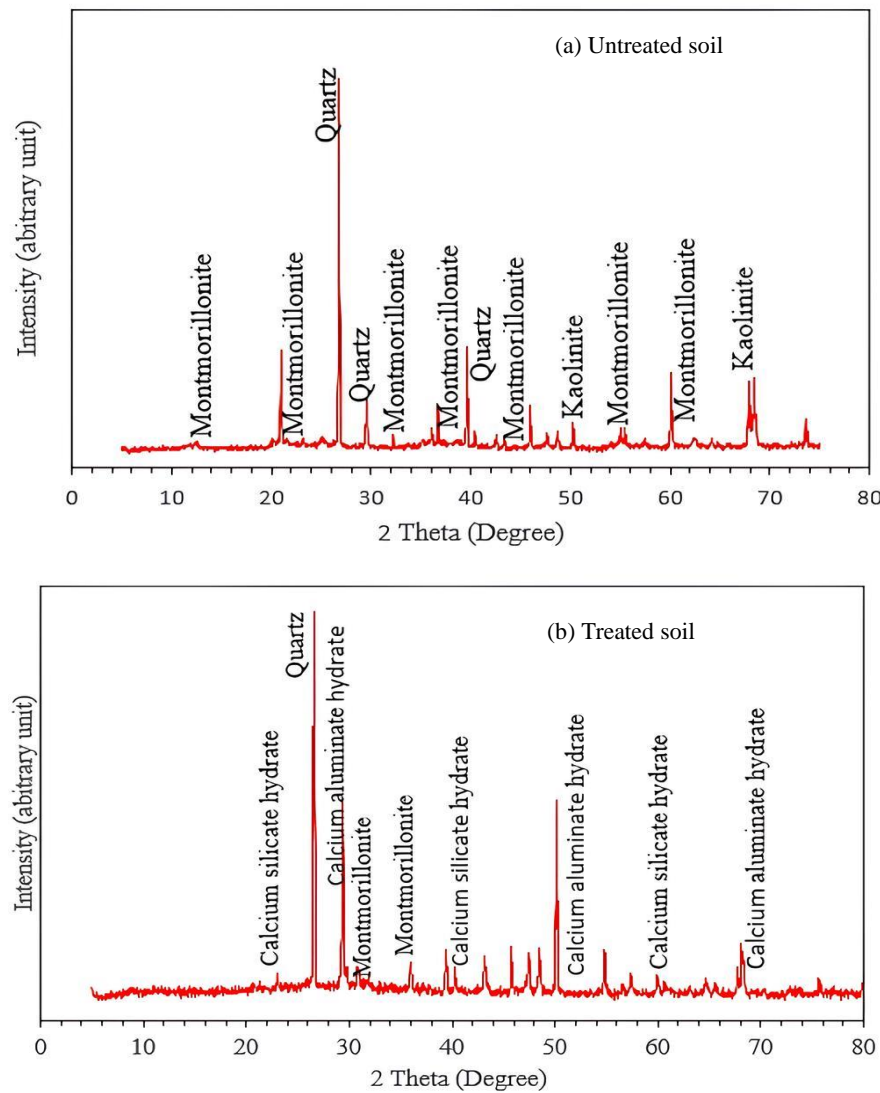 (a) Untreated soil
Intensity (abitrary unit)
Montmorillonite
Montmorillonite
Quartz
Quartz
Montmorillonite
Montmorillonite
Quartz
Montmorillonite
Kaolinite
Montmorillonite
Montmorillonite
Kaolinite
0 10 20 30 40 50 60 70 80
2 Theta (Degree)
(b) Treated soil
Intensity (abitrary unit)
Calcium silicate hydrate
Quartz
Calcium aluminate hydrate
Montmorillonite
Montmorillonite
Calcium silicate hydrate
Calcium aluminate hydrate
Calcium silicate hydrate
Calcium aluminate hydrate
0 10 20 30 40 50 60 70 80
2 Theta (Degree)